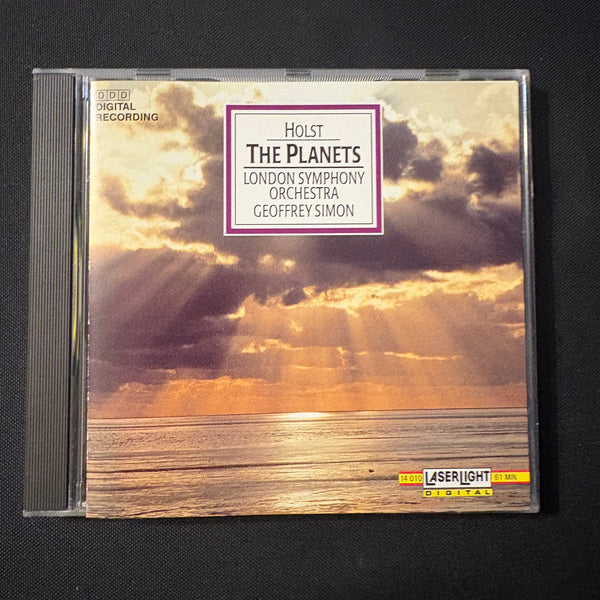 DDD
DIGITAL
RECORDING
HOLST
THE PLANETS
LONDON SYMPHONY
ORCHESTRA
GEOFFREY SIMON
14 010 LASERLIGHT 61 MIN
DIGITAL